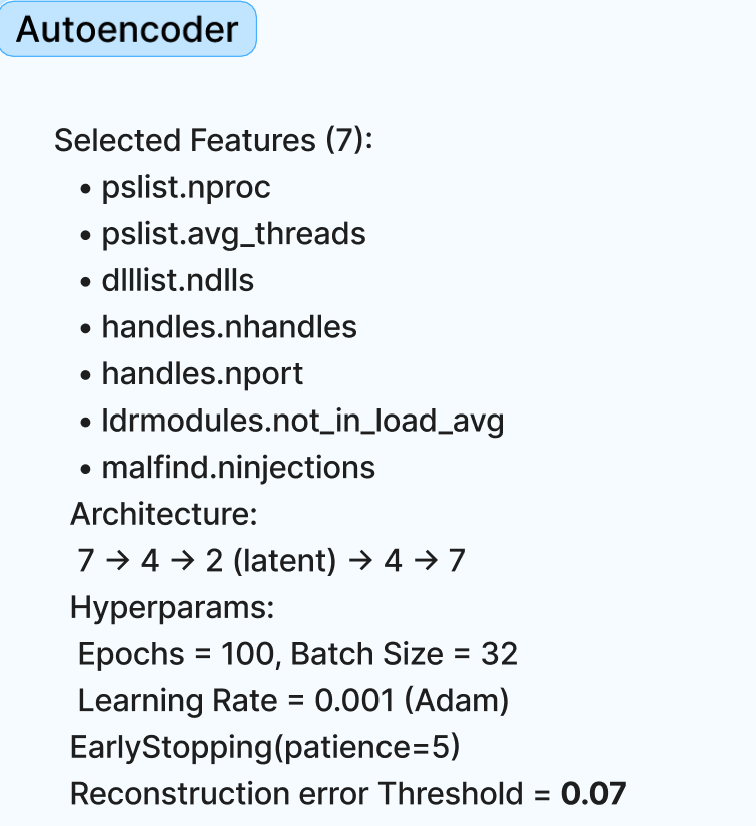 Autoencoder
Selected Features (7):
• pslist.nproc
• pslist.avg_threads
• dlllist.ndlls
• handles.nhandles
• handles.nport
• ldrmodules.not_in_load_avg
• malfind.ninjections
Architecture:
7 → 4 → 2 (latent) → 4 → 7
Hyperparams:
Epochs = 100, Batch Size = 32
Learning Rate = 0.001 (Adam)
EarlyStopping(patience=5)
Reconstruction error Threshold = 0.07